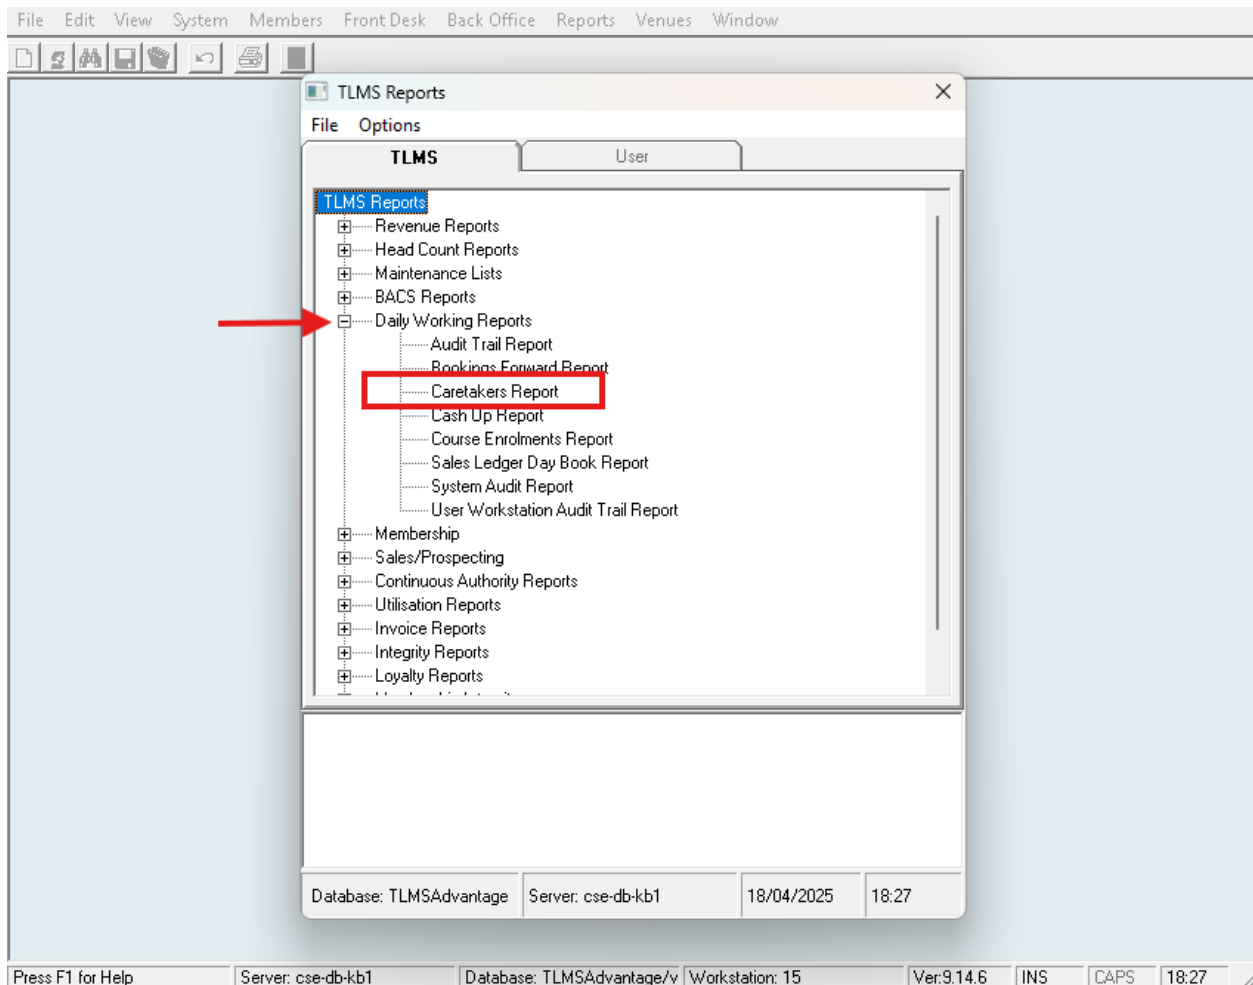 File Edit View System Members Front Desk Back Office Reports Venues Window
TLMS Reports
File Options
TLMS User
TLMS Reports
Revenue Reports
Head Count Reports
Maintenance Lists
BACS Reports
Daily Working Reports
Audit Trail Report
Bookings Forward Report
Caretakers Report
Cash Up Report
Course Enrolments Report
Sales Ledger Day Book Report
System Audit Report
User Workstation Audit Trail Report
Membership
Sales/Prospecting
Continuous Authority Reports
Utilisation Reports
Invoice Reports
Integrity Reports
Loyalty Reports
Database: TLMSAdvantage Server: cse-db-kb1 18/04/2025 18:27
Press F1 for Help Server: cse-db-kb1 Database: TLMSAdvantage/v Workstation: 15 Ver:9.14.6 INS CAPS 18:27